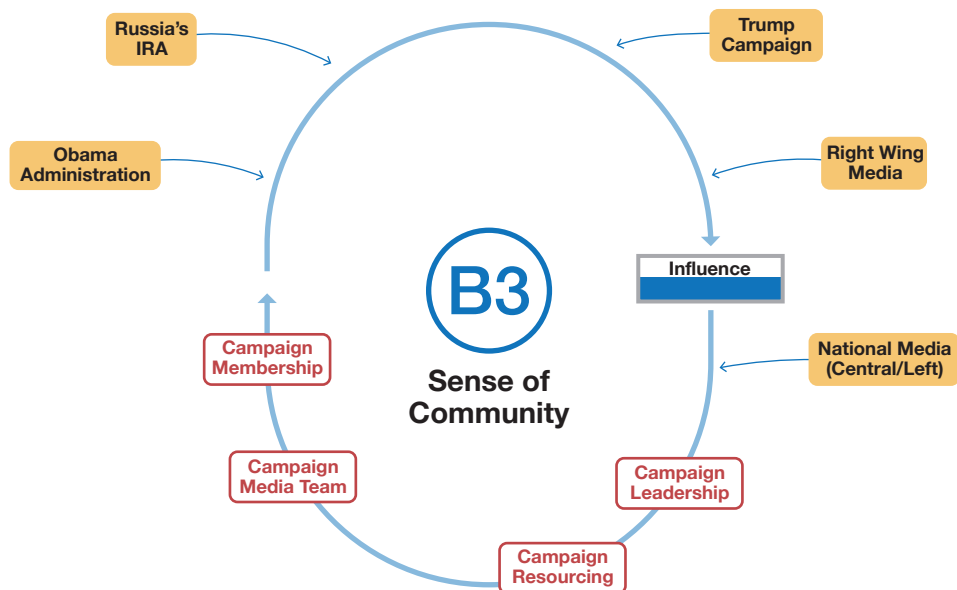 Russia's
IRA
Trump
Campaign
Obama
Administration
Right Wing
Media
Influence
B3
Sense of
Community
Campaign
Membership
National Media
(Central/Left)
Campaign
Media Team
Campaign
Leadership
Campaign
Resourcing